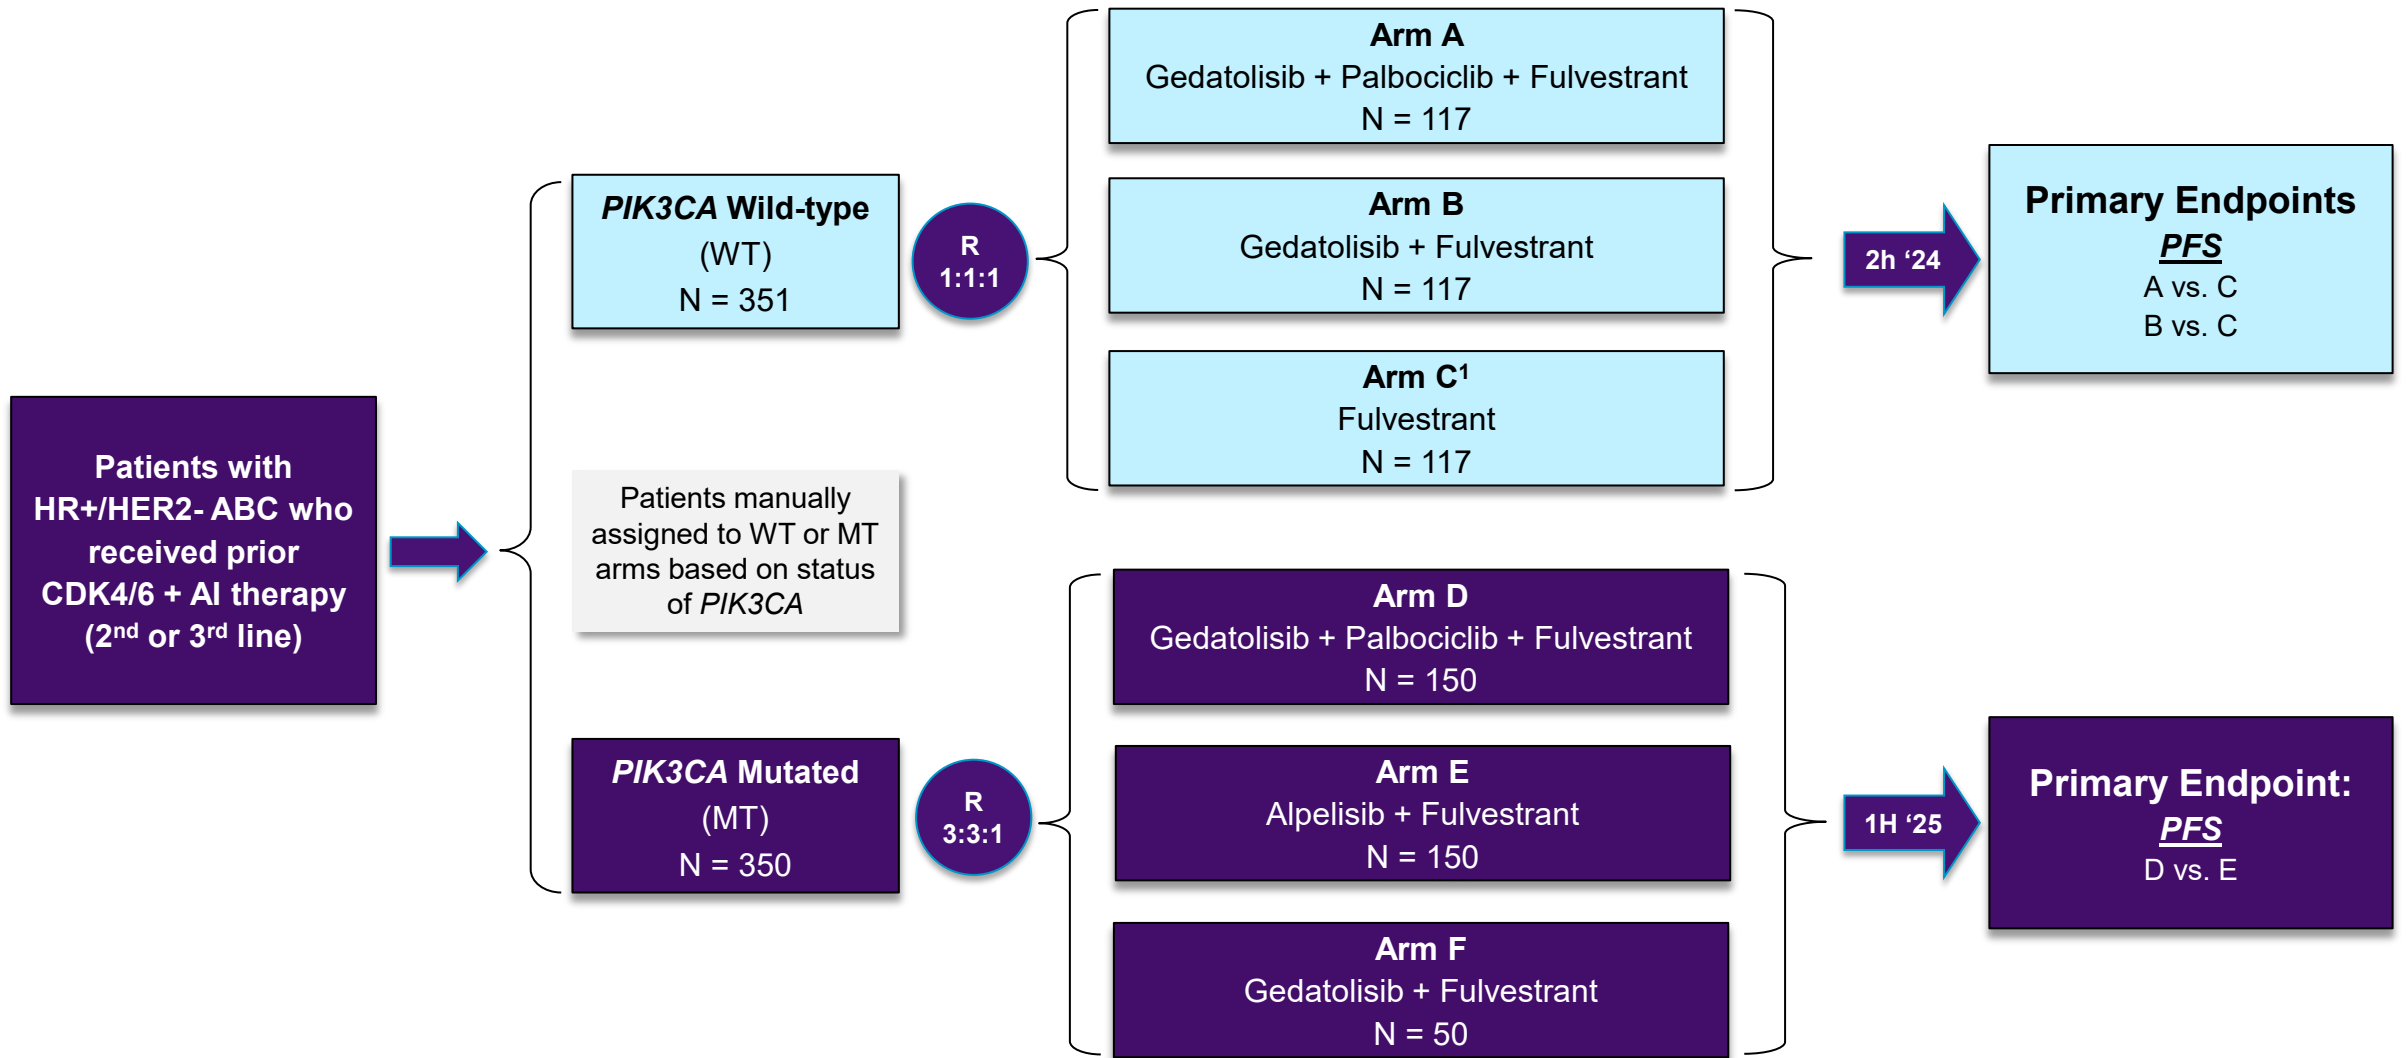 Patients with
HR+/HER2- ABC who
received prior
CDK4/6 + AI therapy
(2nd or 3rd line)
PIK3CA Wild-type
(WT)
N = 351
Patients manually
assigned to WT or MT
arms based on status
of PIK3CA
PIK3CA Mutated
(MT)
N = 350
R
1:1:1
R
3:3:1
Arm A
Gedatolisib + Palbociclib + Fulvestrant
N = 117
Arm B
Gedatolisib + Fulvestrant
N = 117
Arm C¹
Fulvestrant
N = 117
Arm D
Gedatolisib + Palbociclib + Fulvestrant
N = 150
Arm E
Alpelisib + Fulvestrant
N = 150
Arm F
Gedatolisib + Fulvestrant
N = 50
2h ‘24
1H ‘25
Primary Endpoints
PFS
A vs. C
B vs. C
Primary Endpoint:
PFS
D vs. E